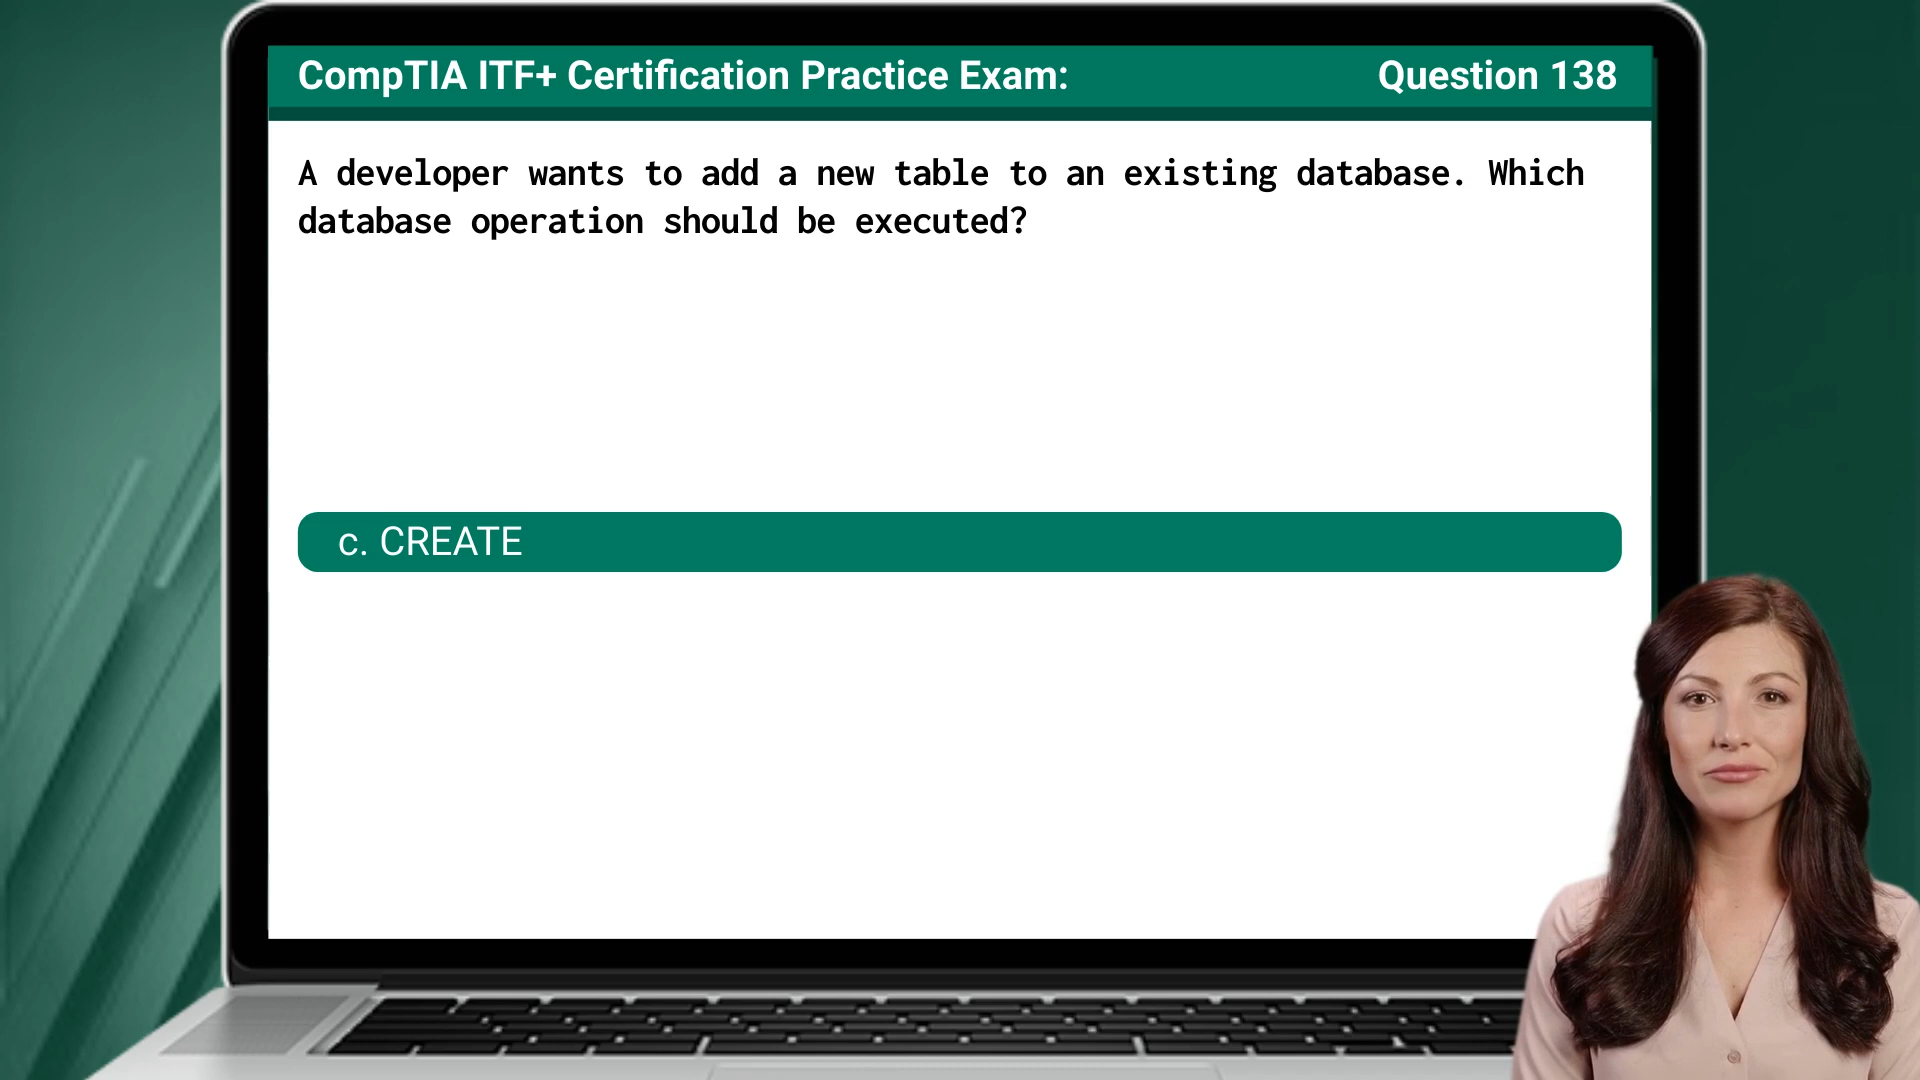 CompTIA ITF+ Certification Practice Exam:
Question 138
A developer wants to add a new table to an existing database. Which
database operation should be executed?
c. CREATE